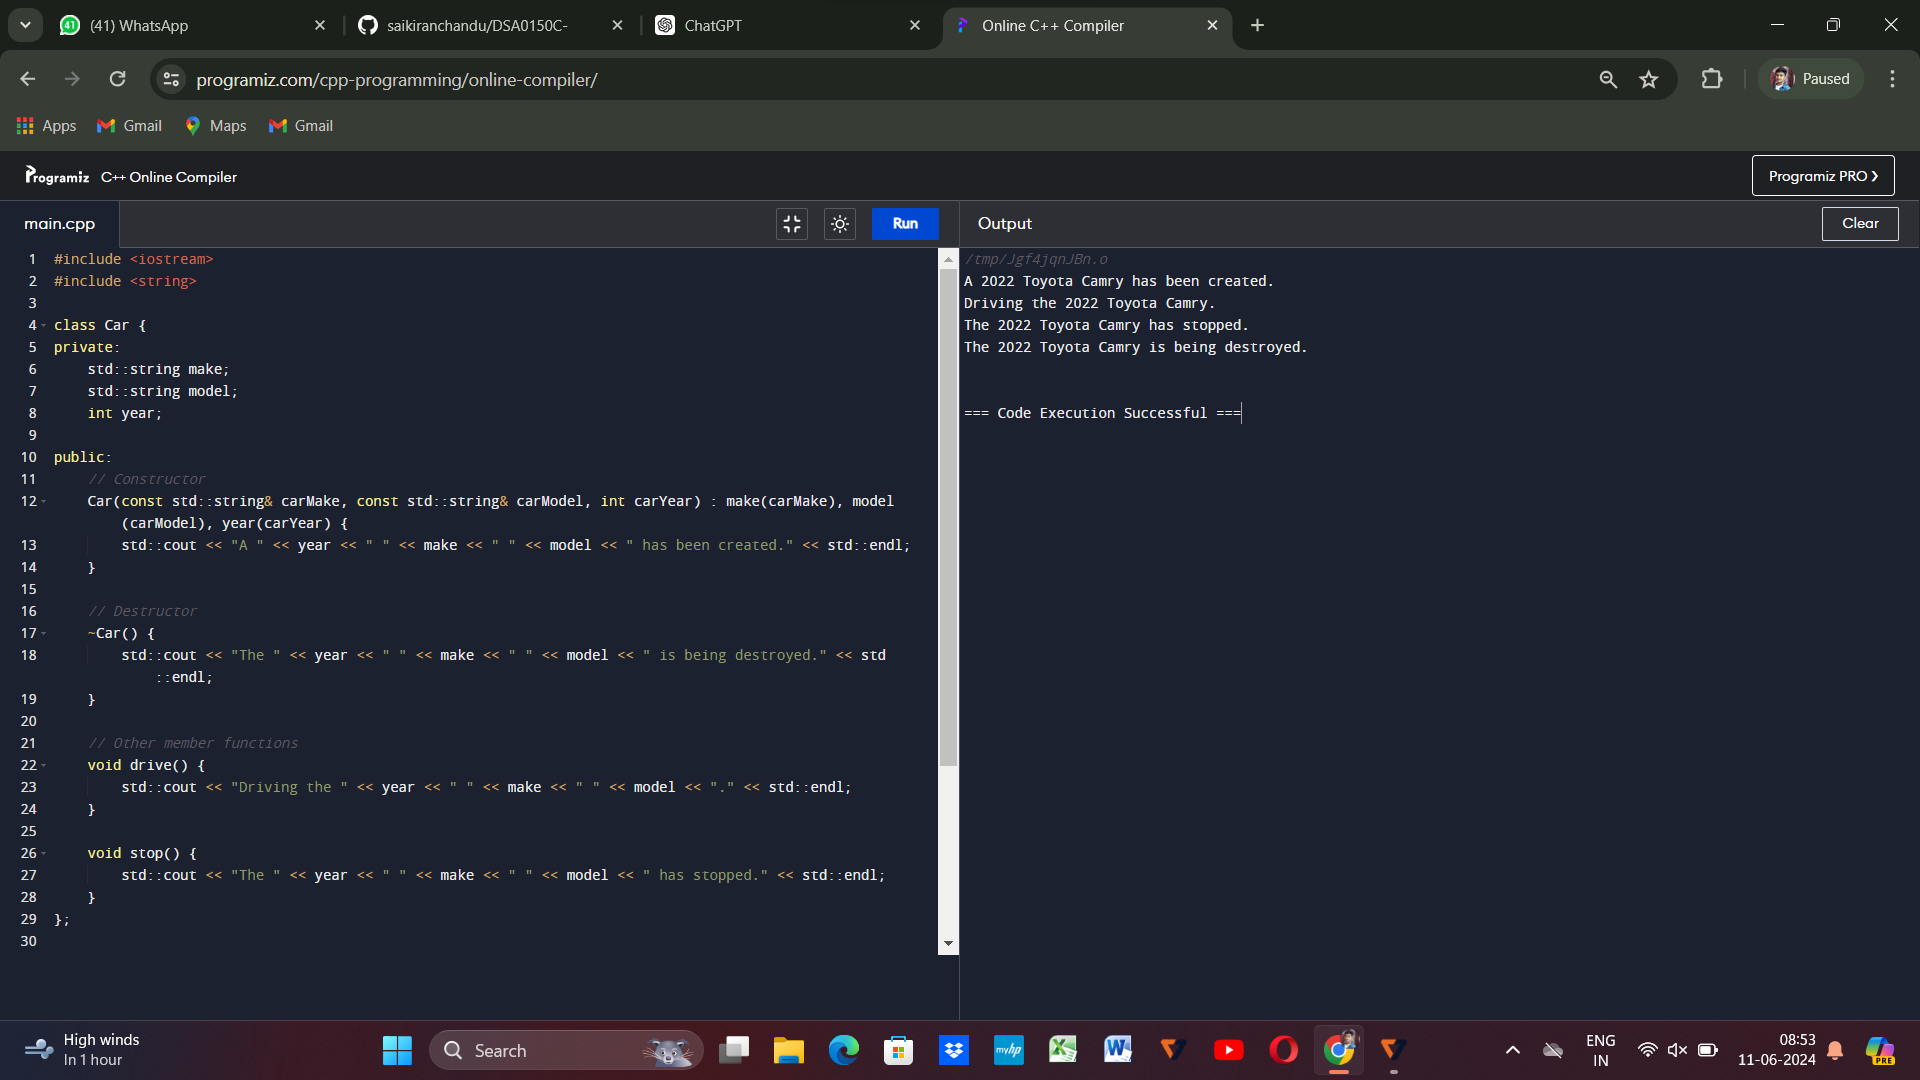 (41) WhatsApp
saikiranchandu/DSA0150C-
ChatGPT
Online C++ Compiler
programiz.com/cpp-programming/online-compiler/
Paused
Apps
Gmail
Maps
Gmail
Programiz
C++ Online Compiler
Programiz PRO ›
main.cpp
Run
Output
Clear
1 #include <iostream>
2 #include <string>
3
4 class Car {
5 private:
6     std::string make;
7     std::string model;
8     int year;
9
10 public:
11     // Constructor
12     Car(const std::string& carMake, const std::string& carModel, int carYear) : make(carMake), model
(carModel), year(carYear) {
13         std::cout << "A " << year << " " << make << " " << model << " has been created." << std::endl;
14     }
15
16     // Destructor
17     ~Car() {
18         std::cout << "The " << year << " " << make << " " << model << " is being destroyed." << std
::endl;
19     }
20
21     // Other member functions
22     void drive() {
23         std::cout << "Driving the " << year << " " << make << " " << model << "." << std::endl;
24     }
25
26     void stop() {
27         std::cout << "The " << year << " " << make << " " << model << " has stopped." << std::endl;
28     }
29 };
30
/tmp/Jgf4jqnJBn.o
A 2022 Toyota Camry has been created.
Driving the 2022 Toyota Camry.
The 2022 Toyota Camry has stopped.
The 2022 Toyota Camry is being destroyed.
=== Code Execution Successful ===
High winds
In 1 hour
Search
myhp
ENG
IN
08:53
11-06-2024
PRE